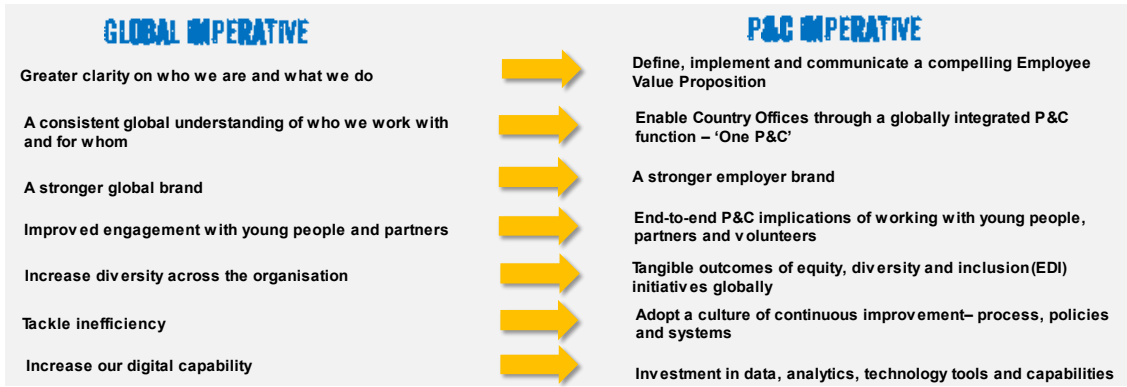 GLOBAL IMPERATIVE
P&C IMPERATIVE
Greater clarity on who we are and what we do
Define, implement and communicate a compelling Employee
Value Proposition
A consistent global understanding of who we work with
and for whom
Enable Country Offices through a globally integrated P&C
function – ‘One P&C’
A stronger global brand
A stronger employer brand
Improved engagement with young people and partners
End-to-end P&C implications of working with young people,
partners and volunteers
Increase diversity across the organisation
Tangible outcomes of equity, diversity and inclusion(EDI)
initiatives globally
Tackle inefficiency
Adopt a culture of continuous improvement– process, policies
and systems
Increase our digital capability
Investment in data, analytics, technology tools and capabilities